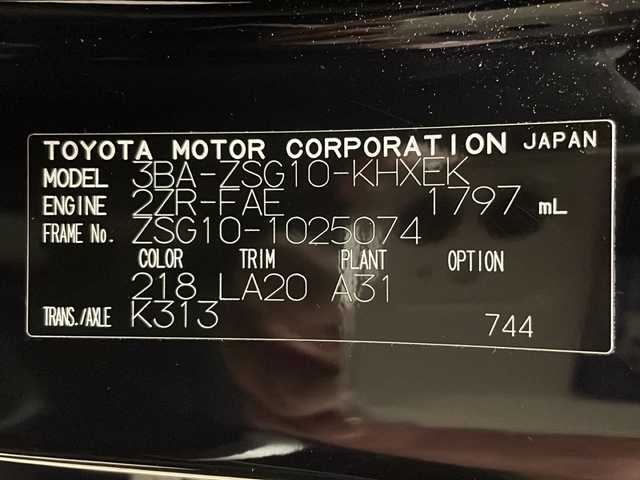 TOYOTA MOTOR CORPORATION JAPAN
MODEL 3BA-ZSG10-KHXEK
ENGINE 2ZR-FAE 1797 mL
FRAME No. ZSG10-1025074
COLOR TRIM PLANT OPTION
218 LA20 A31
TRANS./AXLE K313 744